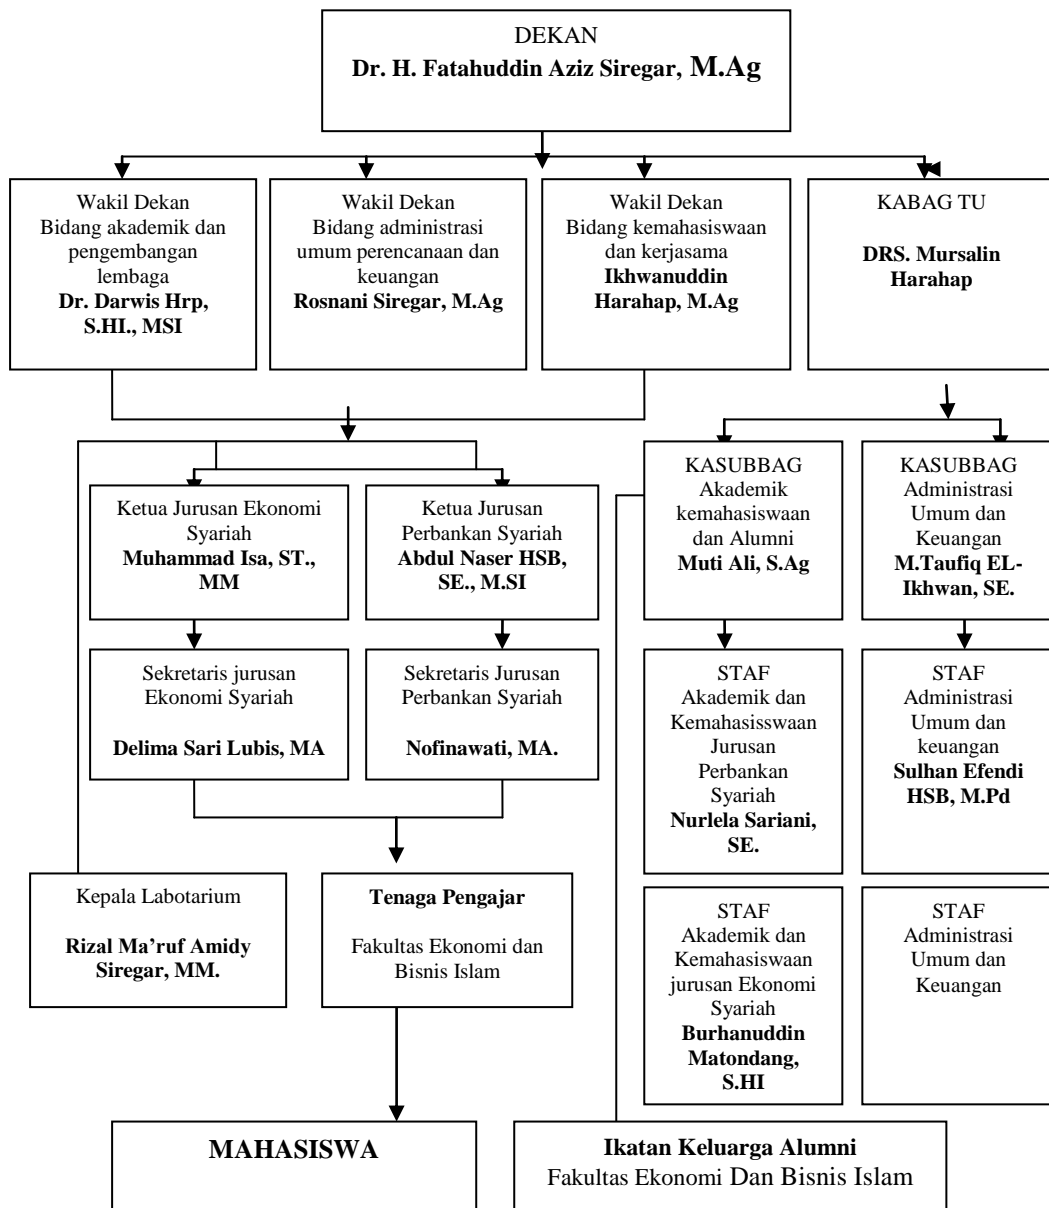 DEKAN
Dr. H. Fatahuddin Aziz Siregar, M.Ag
Wakil Dekan
Bidang akademik dan
pengembangan
lembaga
Dr. Darwis Hrp,
S.HI., MSI
Wakil Dekan
Bidang administrasi
umum perencanaan dan
keuangan
Rosnani Siregar, M.Ag
Wakil Dekan
Bidang kemahasiswaan
dan kerjasama
Ikhwanuddin
Harahap, M.Ag
KABAG TU
DRS. Mursalin
Harahap
Ketua Jurusan Ekonomi
Syariah
Muhammad Isa, ST.,
MM
Ketua Jurusan
Perbankan Syariah
Abdul Naser HSB,
SE., M.SI
KASUBBAG
Akademik
kemahasiswaan
dan Alumni
Muti Ali, S.Ag
KASUBBAG
Administrasi
Umum dan
Keuangan
M.Taufiq EL-
Ikhwan, SE.
Sekretaris jurusan
Ekonomi Syariah
Delima Sari Lubis, MA
Sekretaris Jurusan
Perbankan Syariah
Nofinawati, MA.
STAF
Akademik dan
Kemahasisswaan
Jurusan
Perbankan
Syariah
Nurlela Sariani,
SE.
STAF
Administrasi
Umum dan
keuangan
Sulhan Efendi
HSB, M.Pd
Kepala Labotarium
Rizal Ma’ruf Amidy
Siregar, MM.
Tenaga Pengajar
Fakultas Ekonomi dan
Bisnis Islam
STAF
Akademik dan
Kemahasiswaan
jurusan Ekonomi
Syariah
Burhanuddin
Matondang,
S.HI
STAF
Administrasi
Umum dan
Keuangan
MAHASISWA
Ikatan Keluarga Alumni
Fakultas Ekonomi Dan Bisnis Islam